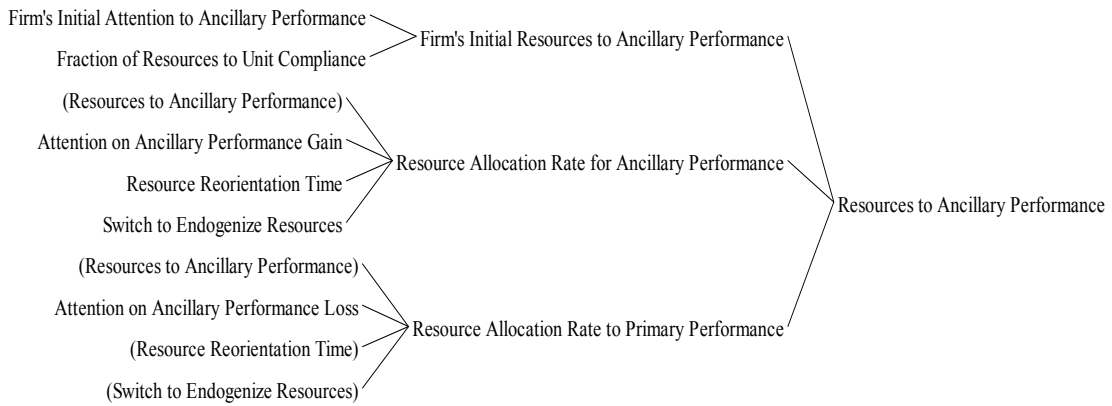 Firm's Initial Attention to Ancillary Performance
Fraction of Resources to Unit Compliance
Firm's Initial Resources to Ancillary Performance
(Resources to Ancillary Performance)
Attention on Ancillary Performance Gain
Resource Reorientation Time
Switch to Endogenize Resources
Resource Allocation Rate for Ancillary Performance
(Resources to Ancillary Performance)
Attention on Ancillary Performance Loss
(Resource Reorientation Time)
(Switch to Endogenize Resources)
Resource Allocation Rate to Primary Performance
Resources to Ancillary Performance